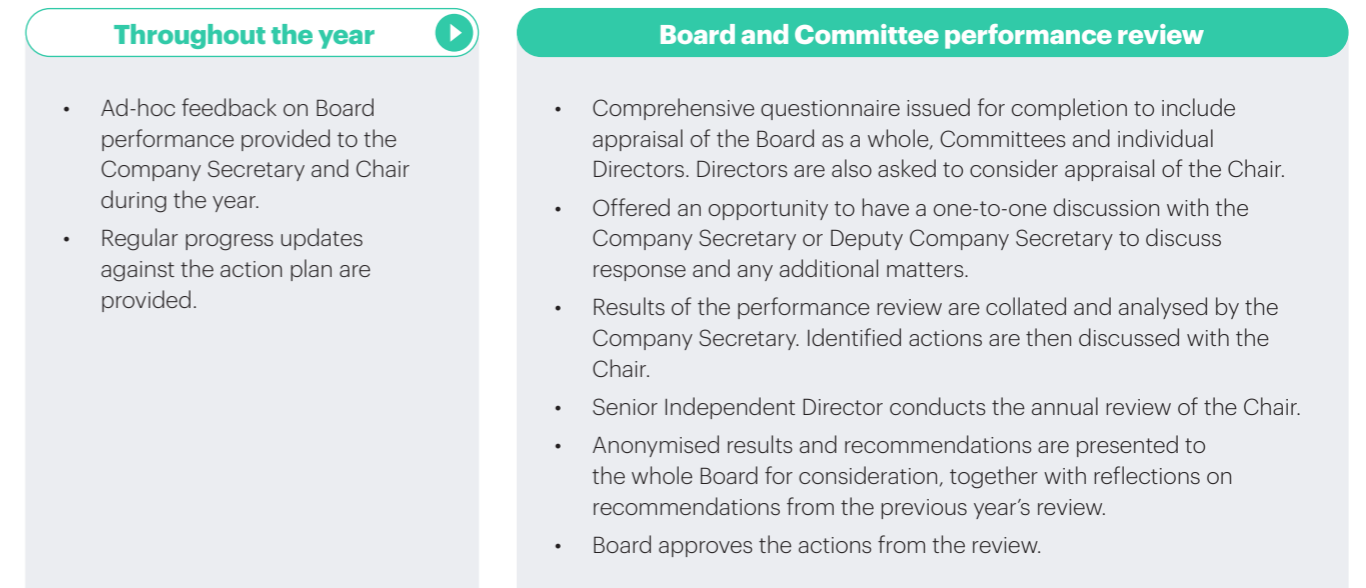 Throughout the year
• Ad-hoc feedback on Board
performance provided to the
Company Secretary and Chair
during the year.
• Regular progress updates
against the action plan are
provided.
Board and Committee performance review
• Comprehensive questionnaire issued for completion to include
appraisal of the Board as a whole, Committees and individual
Directors. Directors are also asked to consider appraisal of the Chair.
• Offered an opportunity to have a one-to-one discussion with the
Company Secretary or Deputy Company Secretary to discuss
response and any additional matters.
• Results of the performance review are collated and analysed by the
Company Secretary. Identified actions are then discussed with the
Chair.
• Senior Independent Director conducts the annual review of the Chair.
• Anonymised results and recommendations are presented to
the whole Board for consideration, together with reflections on
recommendations from the previous year’s review.
• Board approves the actions from the review.